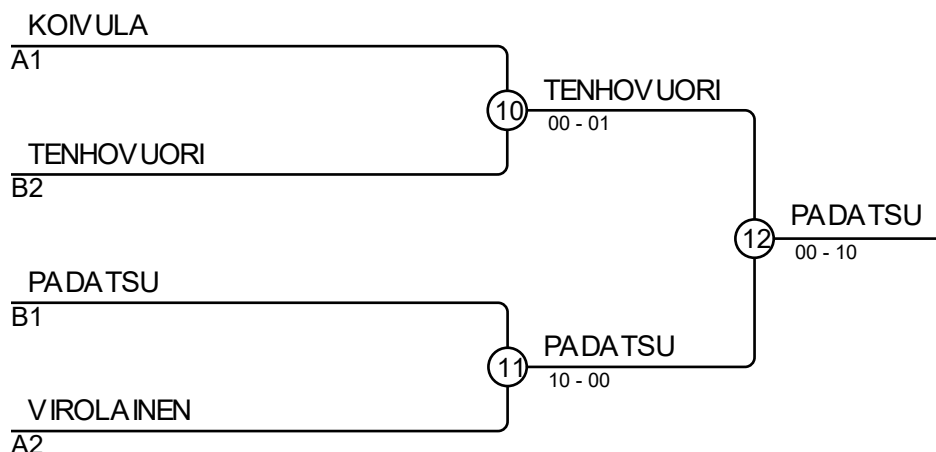 KOIVULA
A1
10
TENHOVUORI
00 - 01
TENHOVUORI
B2
12
PADATSU
00 - 10
PADATSU
B1
11
PADATSU
10 - 00
VIROLAINEN
A2